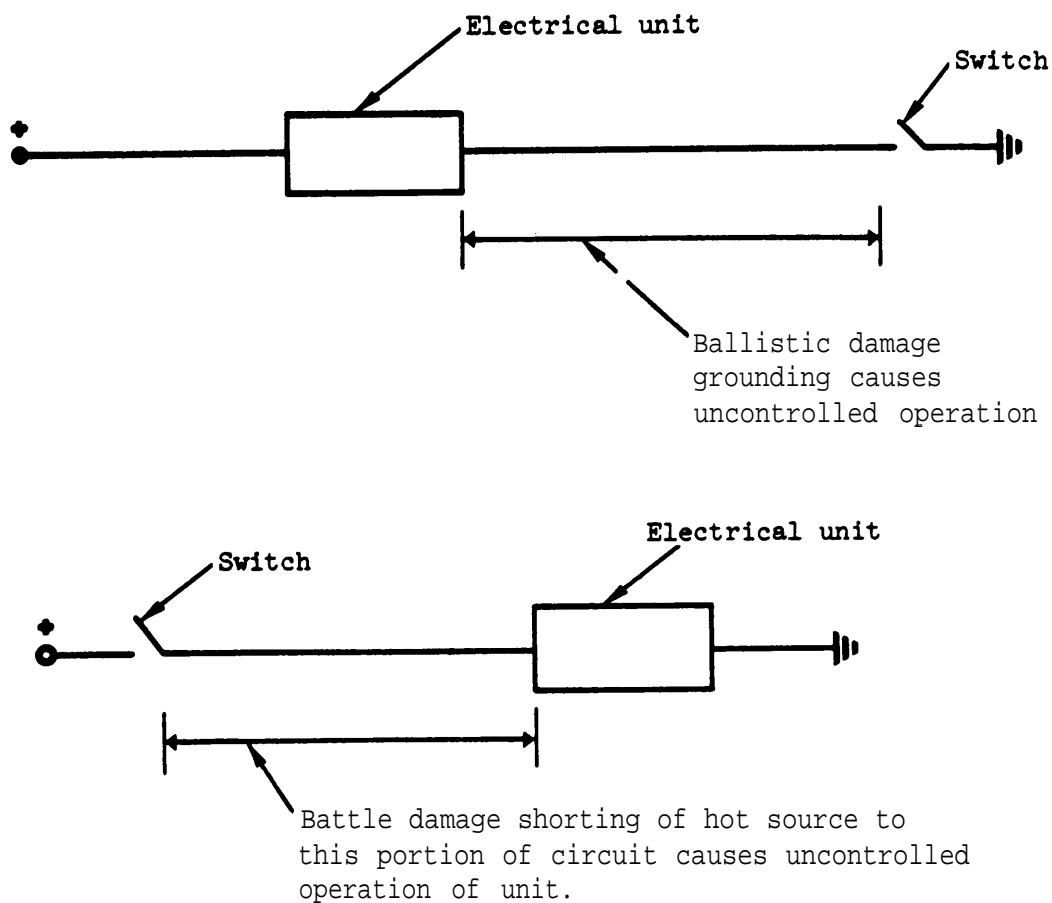 Electrical unit
Switch
+
Ballistic damage
grounding causes
uncontrolled operation
Electrical unit
Switch
+
Battle damage shorting of hot source to
this portion of circuit causes uncontrolled
operation of unit.